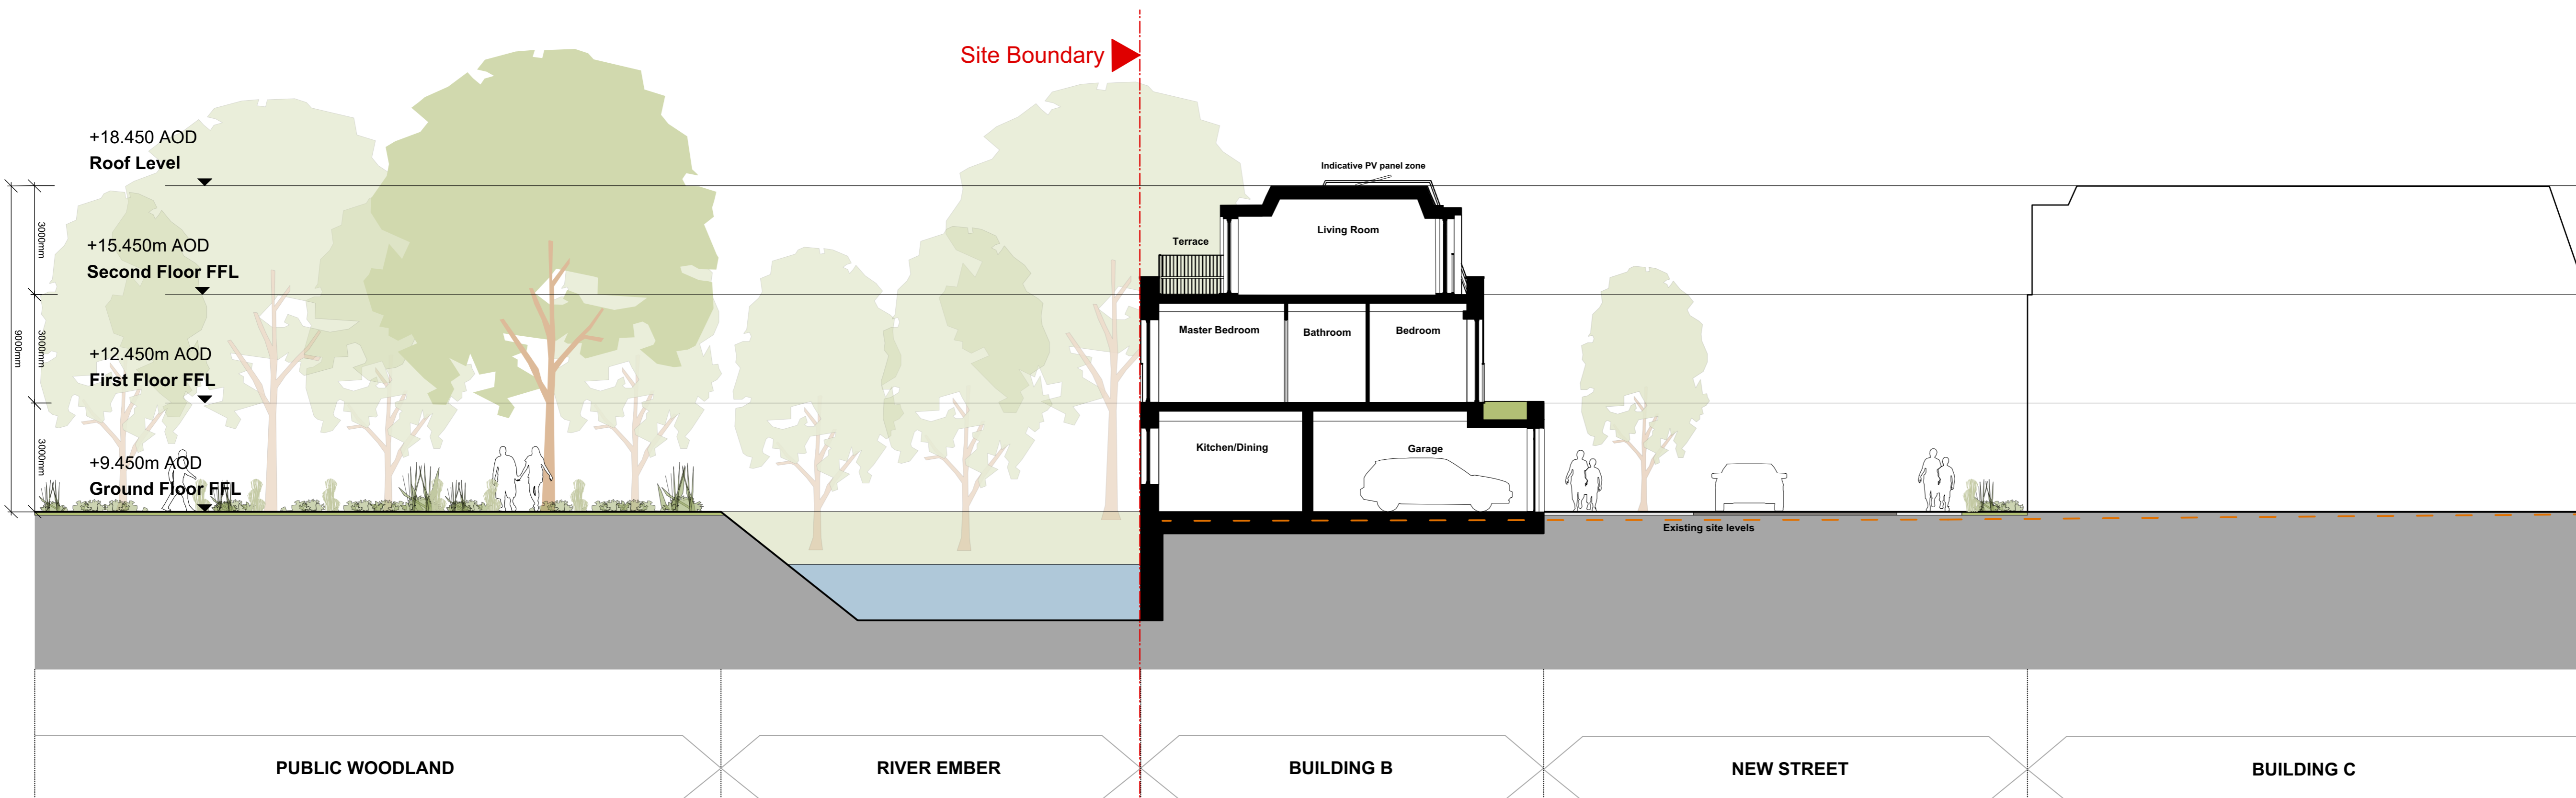 Site Boundary
+18.450 AOD
Roof Level
Indicative PV panel zone
3000mm
Living Room
+15.450m AOD
Terrace
Second Floor FFL
9000mm
3000mm
Master Bedroom
Bathroom
Bedroom
+12.450m AOD
First Floor FFL
3000mm
Kitchen/Dining
Garage
+9.450m AOD
Ground Floor FFL
Existing site levels
PUBLIC WOODLAND
RIVER EMBER
BUILDING B
NEW STREET
BUILDING C